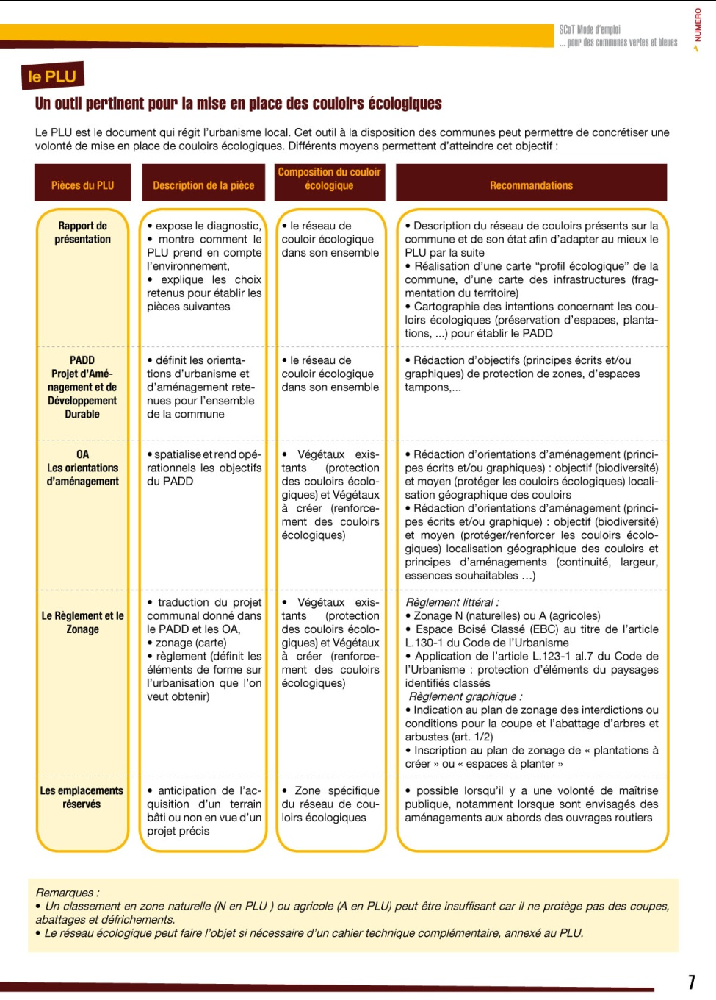 SCoT Mode d'emploi
... pour des communes vertes et bleues
NUMERO
le PLU
Un outil pertinent pour la mise en place des couloirs écologiques
Le PLU est le document qui régit l'urbanisme local. Cet outil à la disposition des communes peut permettre de concrétiser une
volonté de mise en place de couloirs écologiques. Différents moyens permettent d'atteindre cet objectif :
Pièces du PLU
Description de la pièce
Composition du couloir
écologique
Recommandations
Rapport de
présentation
• expose le diagnostic,
• montre comment le
PLU prend en compte
l'environnement,
• explique les choix
retenus pour établir les
pièces suivantes
• le réseau de
couloir écologique
dans son ensemble
• Description du réseau de couloirs présents sur la
commune et de son état afin d'adapter au mieux le
PLU par la suite
• Réalisation d'une carte “profil écologique” de la
commune, d'une carte des infrastructures (frag-
mentation du territoire)
• Cartographie des intentions concernant les cou-
loirs écologiques (préservation d'espaces, planta-
tions, ...) pour établir le PADD
PADD
Projet d'Amé-
nagement et de
Développement
Durable
• définit les orienta-
tions d'urbanisme et
d'aménagement rete-
nues pour l'ensemble
de la commune
• le réseau de
couloir écologique
dans son ensemble
• Rédaction d'objectifs (principes écrits et/ou
graphiques) de protection de zones, d'espaces
tampons,...
OA
Les orientations
d'aménagement
• spatialise et rend opé-
rationnels les objectifs
du PADD
• Végétaux exis-
tants (protection
des couloirs écolo-
giques) et Végétaux
à créer (renforce-
ment des couloirs
écologiques)
• Rédaction d'orientations d'aménagement (princi-
pes écrits et/ou graphiques) : objectif (biodiversité)
et moyen (protéger les couloirs écologiques) locali-
sation géographique des couloirs
• Rédaction d'orientations d'aménagement (princi-
pes écrits et/ou graphique) : objectif (biodiversité)
et moyen (protéger/renforcer les couloirs écolo-
giques) localisation géographique des couloirs et
principes d'aménagements (continuité, largeur,
essences souhaitables …)
Le Règlement et le
Zonage
• traduction du projet
communal donné dans
le PADD et les OA,
• zonage (carte)
• règlement (définit les
éléments de forme sur
l'urbanisation que l'on
veut obtenir)
• Végétaux exis-
tants (protection
des couloirs écolo-
giques) et Végétaux
à créer (renforce-
ment des couloirs
écologiques)
Règlement littéral :
• Zonage N (naturelles) ou A (agricoles)
• Espace Boisé Classé (EBC) au titre de l'article
L.130-1 du Code de l'Urbanisme
• Application de l'article L.123-1 al.7 du Code de
l'Urbanisme : protection d'éléments du paysages
identifiés classés
Règlement graphique :
• Indication au plan de zonage des interdictions ou
conditions pour la coupe et l'abattage d'arbres et
arbustes (art. 1/2)
• Inscription au plan de zonage de « plantations à
créer » ou « espaces à planter »
Les emplacements
réservés
• anticipation de l'ac-
quisition d'un terrain
bâti ou non en vue d'un
projet précis
• Zone spécifique
du réseau de cou-
loirs écologiques
• possible lorsqu'il y a une volonté de maîtrise
publique, notamment lorsque sont envisagés des
aménagements aux abords des ouvrages routiers
Remarques :
• Un classement en zone naturelle (N en PLU ) ou agricole (A en PLU) peut être insuffisant car il ne protège pas des coupes,
abattages et défrichements.
• Le réseau écologique peut faire l'objet si nécessaire d'un cahier technique complémentaire, annexé au PLU.
7